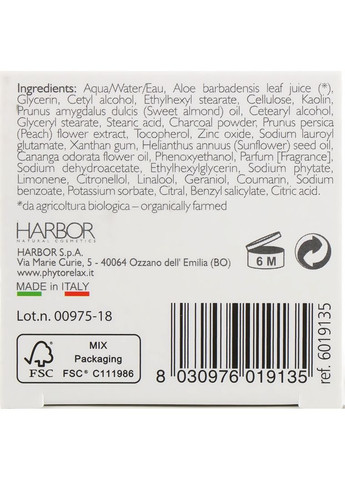 Ingredients: Aqua/Water/Eau, Aloe barbadensis leaf juice (*),
Glycerin, Cetyl alcohol, Ethylhexyl stearate, Cellulose, Kaolin,
Prunus amygdalus dulcis (Sweet almond) oil, Cetearyl alcohol,
Glyceryl stearate, Stearic acid, Charcoal powder, Prunus persica
(Peach) flower extract, Tocopherol, Zinc oxide, Sodium lauroyl
glutamate, Xantham gum, Helianthus annuus (Sunflower) seed oil,
Cananga odorata flower oil, Phenoxyethanol, Parfum [Fragrance],
Sodium dehydroacetate, Ethylhexylglycerin, Sodium phytate,
Limonene, Citronellol, Linalool, Geraniol, Coumarin, Sodium
benzoate, Potassium sorbate, Citral, Benzyl salicylate, Citric acid.
*da agricoltura biologica – organically farmed
HARBOR
NATURAL COSMETICS
HARBOR S.p.A.
Via Marie Curie, 5 - 40064 Ozzano dell' Emilia (BO)
www.phytorelax.it
MADE in ITALY
6 M
Lot.n. 00975-18
FSC
MIX
Packaging
FSC® C111986
8 030976 019135
ref. 6019135